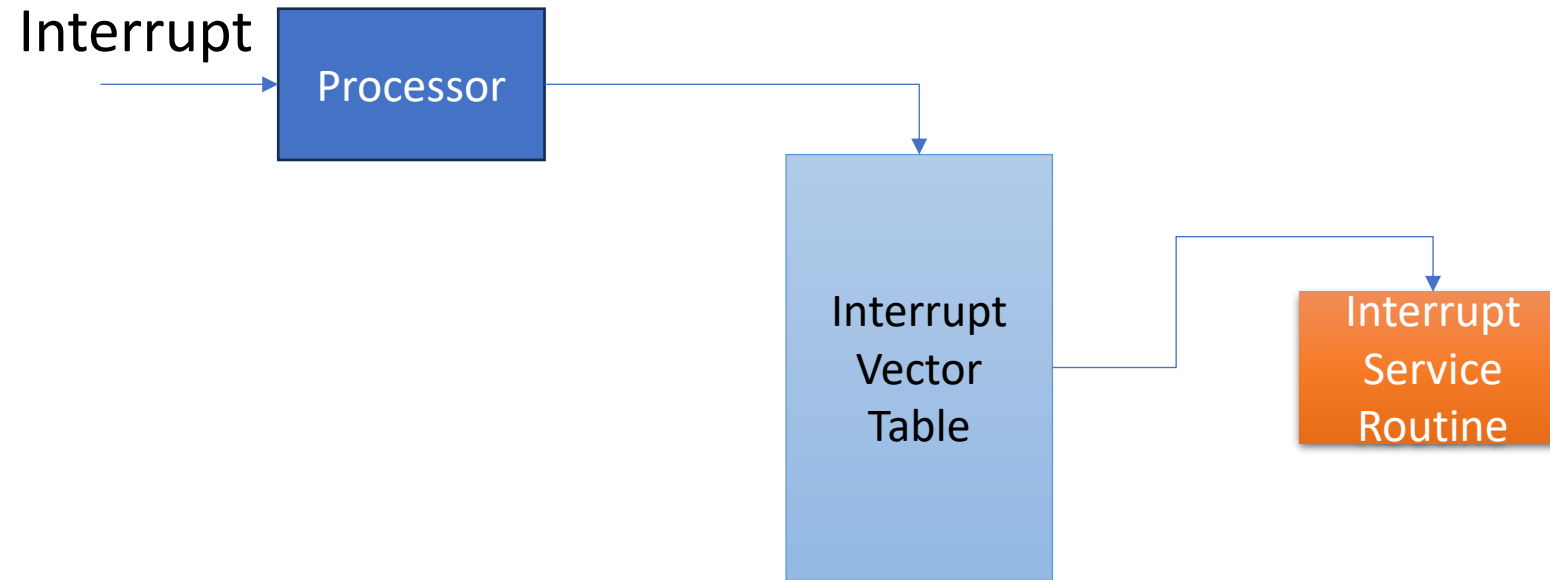 Interrupt
Processor
Interrupt
Vector
Table
Interrupt
Service
Routine